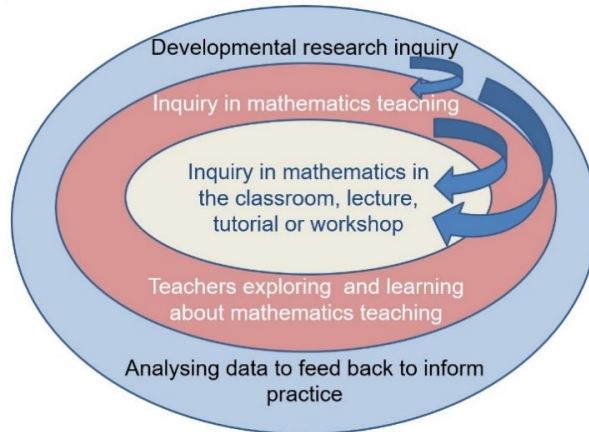 Developmental research inquiry
Inquiry in mathematics teaching
Inquiry in mathematics in
the classroom, lecture,
tutorial or workshop
Teachers exploring and learning
about mathematics teaching
Analysing data to feed back to inform
practice